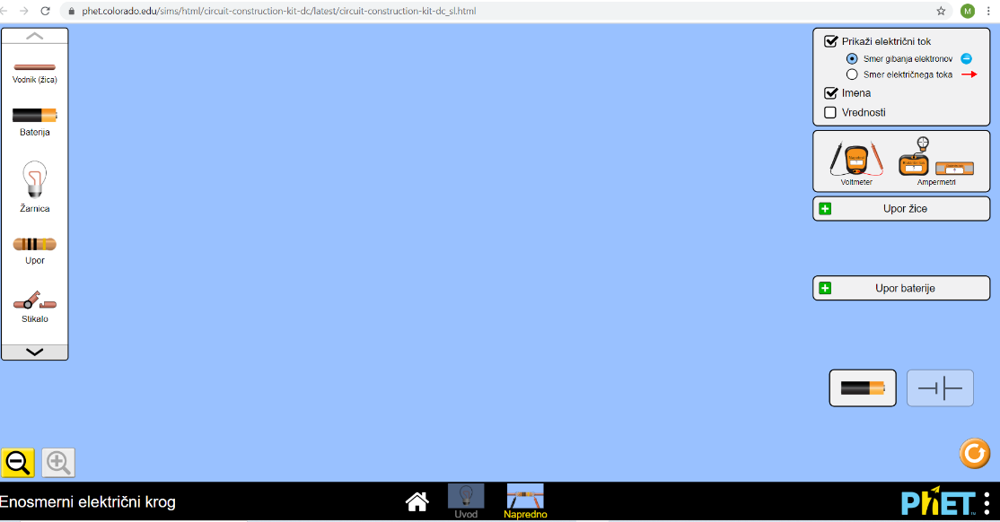 phet.colorado.edu/sims/html/circuit-construction-kit-dc/latest/circuit-construction-kit-dc_sl.html
M
Vodnik (žica)
Baterija
Žarnica
Upor
Stikalo
Prikaži električni tok
Smer gibanja elektronov
Smer električnega toka
Imena
Vrednosti
Voltmeter
Ampermetri
Upor žice
Upor baterije
Enosmerni električni krog
Uvod
Napredno
PhET